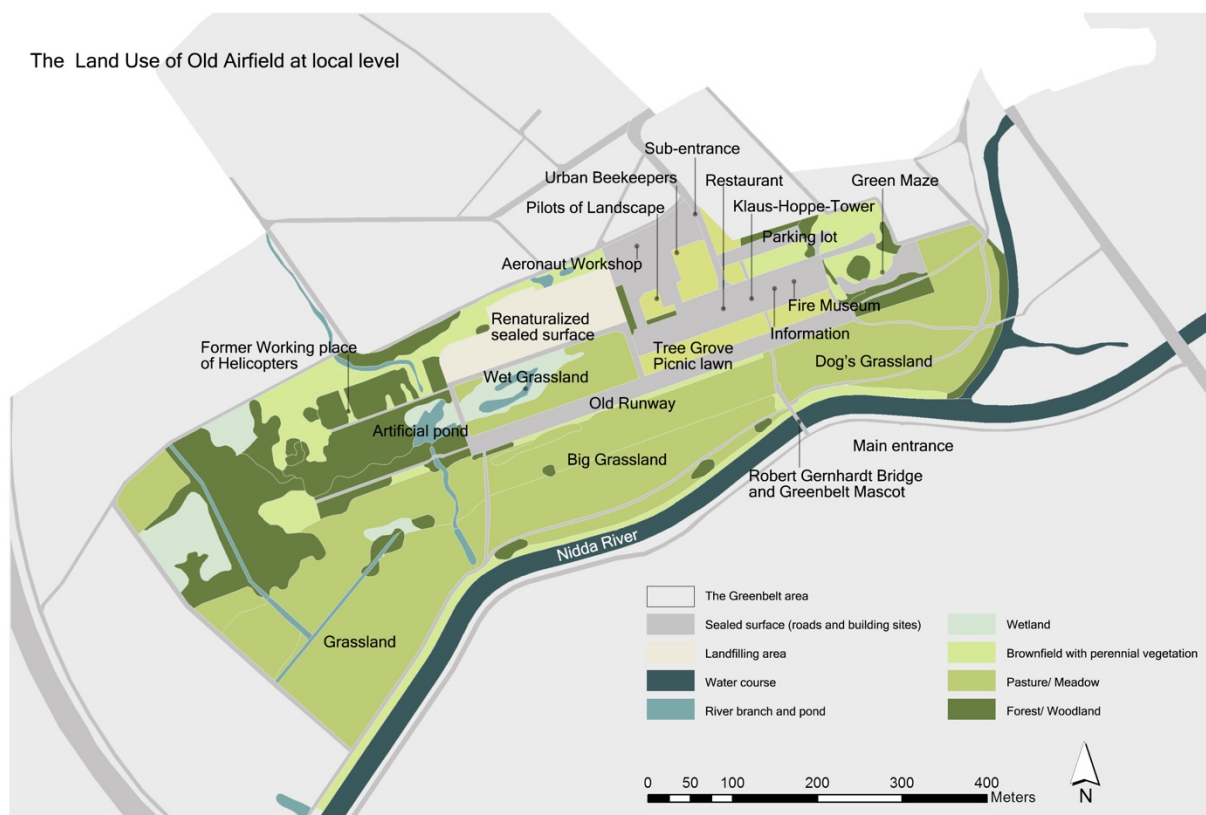 The Land Use of Old Airfield at local level
Sub-entrance
Urban Beekeepers
Restaurant
Green Maze
Pilots of Landscape
Klaus-Hoppe-Tower
Parking lot
Aeronaut Workshop
Fire Museum
Renaturalized
sealed surface
Information
Former Working place
of Helicopters
Tree Grove
Picnic lawn
Dog's Grassland
Wet Grassland
Old Runway
Artificial pond
Main entrance
Big Grassland
Robert Gernhardt Bridge
and Greenbelt Mascot
Nidda River
Grassland
The Greenbelt area
Sealed surface (roads and building sites)
Landfilling area
Water course
River branch and pond
Wetland
Brownfield with perennial vegetation
Pasture/ Meadow
Forest/ Woodland
0 50 100 200 300 400
Meters
N